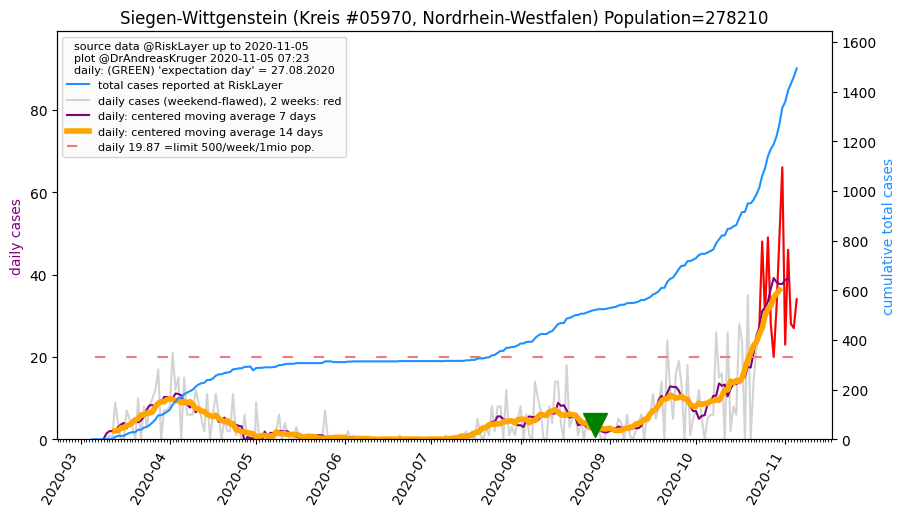 Siegen-Wittgenstein (Kreis #05970, Nordrhein-Westfalen) Population=278210
source data @RiskLayer up to 2020-11-05
plot @DrAndreasKruger 2020-11-05 07:23
daily: (GREEN) 'expectation day' = 27.08.2020
total cases reported at RiskLayer
daily cases (weekend-flawed), 2 weeks: red
daily: centered moving average 7 days
daily: centered moving average 14 days
daily 19.87 =limit 500/week/1mio pop.
daily cases
80
60
40
20
0
cumulative total cases
1600
1400
1200
1000
800
600
400
200
0
2020-03
2020-04
2020-05
2020-06
2020-07
2020-08
2020-09
2020-10
2020-11